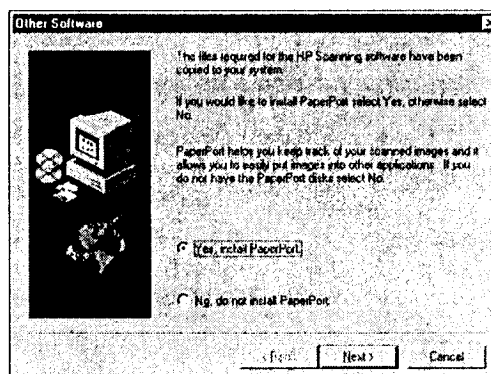 Other Software
The files required for the HP Scanning software have been
copied to your system.
If you would like to install PaperPort select Yes, otherwise select
No.
PaperPort helps you keep track of your scanned images and it
allows you to easily put images into other applications. If you
do not have the PaperPort disks select No.
Yes, install PaperPort.
No, do not install PaperPort.
< Back
Next >
Cancel